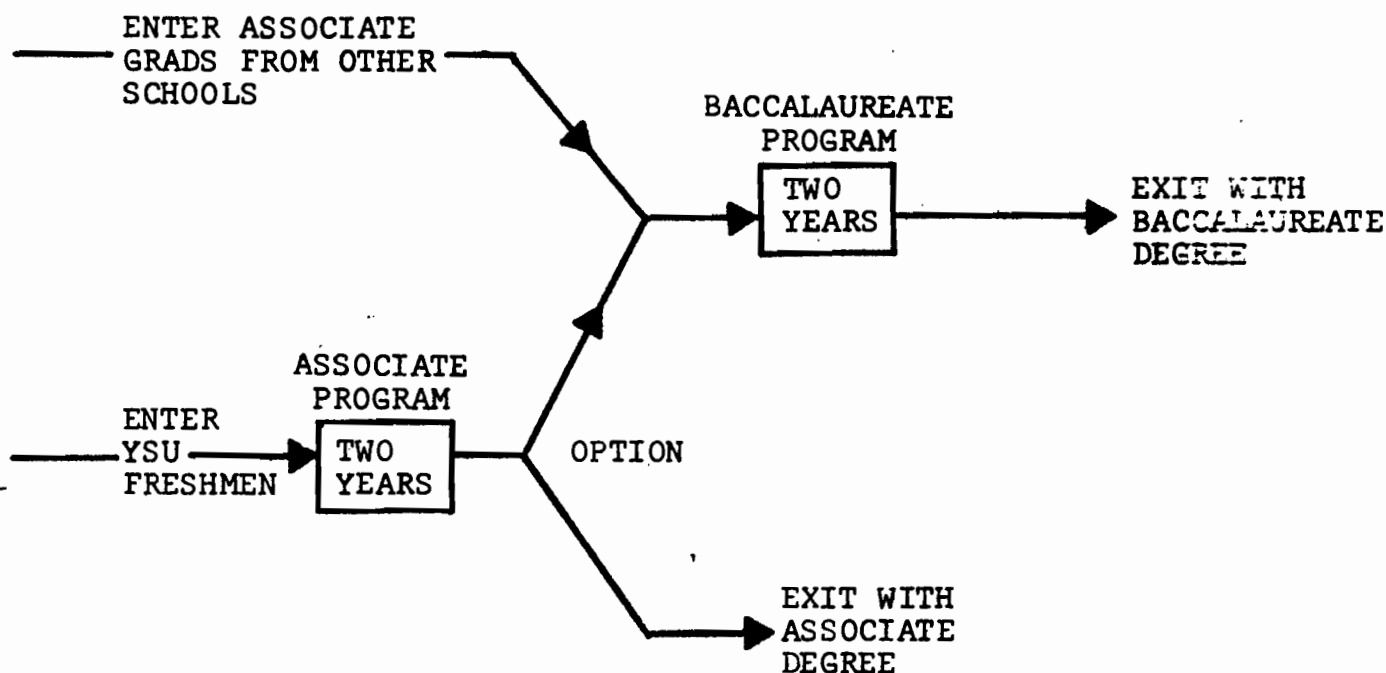 ENTER ASSOCIATE
GRADS FROM OTHER
SCHOOLS
BACCALAUREATE
PROGRAM
TWO
YEARS
EXIT WITH
BACCALAUREATE
DEGREE
ASSOCIATE
PROGRAM
ENTER
YSU
FRESHMEN
TWO
YEARS
OPTION
EXIT WITH
ASSOCIATE
DEGREE